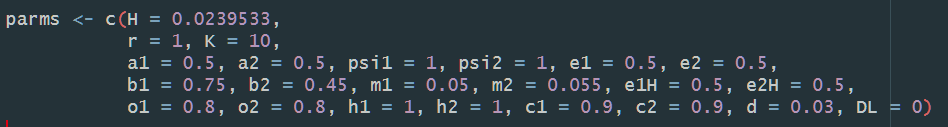 parms <- c(H = 0.0239533,
r = 1, K = 10,
a1 = 0.5, a2 = 0.5, psi1 = 1, psi2 = 1, e1 = 0.5, e2 = 0.5,
b1 = 0.75, b2 = 0.45, m1 = 0.05, m2 = 0.055, e1H = 0.5, e2H = 0.5,
o1 = 0.8, o2 = 0.8, h1 = 1, h2 = 1, c1 = 0.9, c2 = 0.9, d = 0.03, DL = 0)